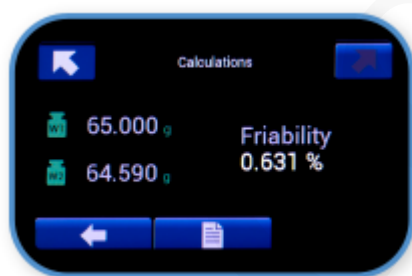 Calculations
W1 65.000 g
Friability
0.631 %
W2 64.590 g